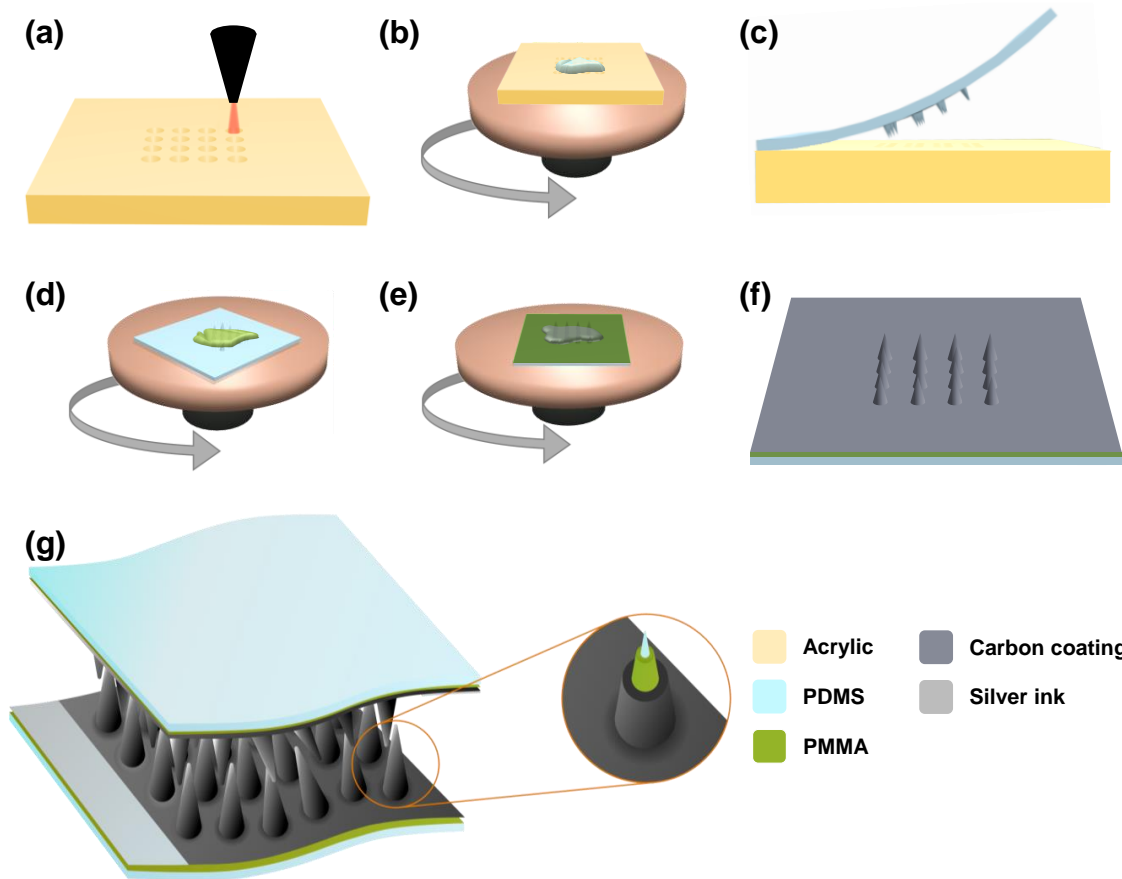 (a)
(b)
(c)
(d)
(e)
(f)
(g)
Acrylic
Carbon coating
PDMS
Silver ink
PMMA